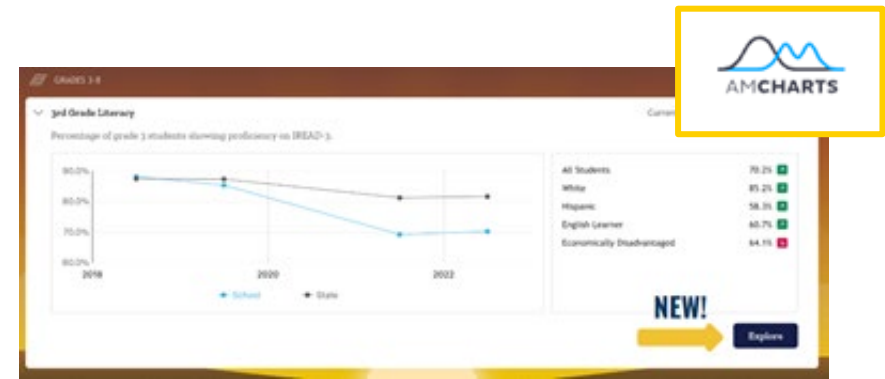 AMCHARTS
GRADES 3-8
3rd Grade Literacy
Percentage of grade 3 students showing proficiency on IREAD-3.
90.0%
80.0%
70.0%
60.0%
2018 2020 2022
School State
All Students 70.2%
White 85.2%
Hispanic 58.3%
English Learner 60.7%
Economically Disadvantaged 64.1%
NEW!
Explore